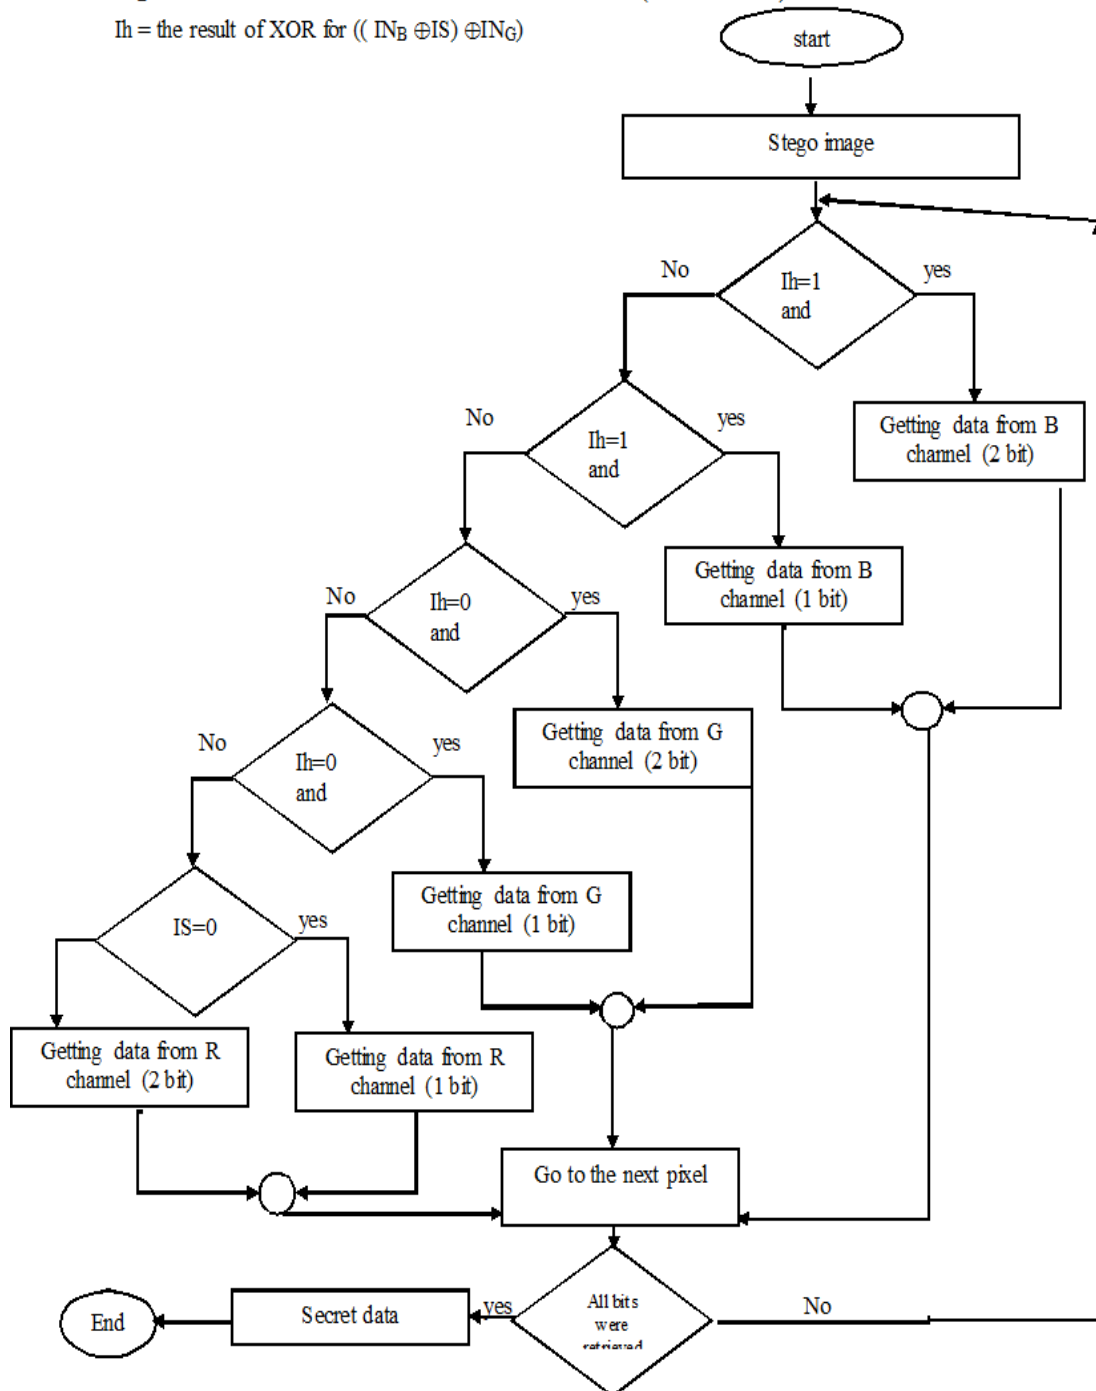 Ih = the result of XOR for (( IN_B ⊕IS) ⊕IN_G)
start
Stego image
No
Ih=1
and
yes
Getting data from B
channel (2 bit)
No
Ih=1
and
yes
Getting data from B
channel (1 bit)
No
Ih=0
and
yes
Getting data from G
channel (2 bit)
No
Ih=0
and
yes
Getting data from G
channel (1 bit)
IS=0
yes
Getting data from R
channel (2 bit)
Getting data from R
channel (1 bit)
Go to the next pixel
All bits
were
retrieved
No
yes
Secret data
End